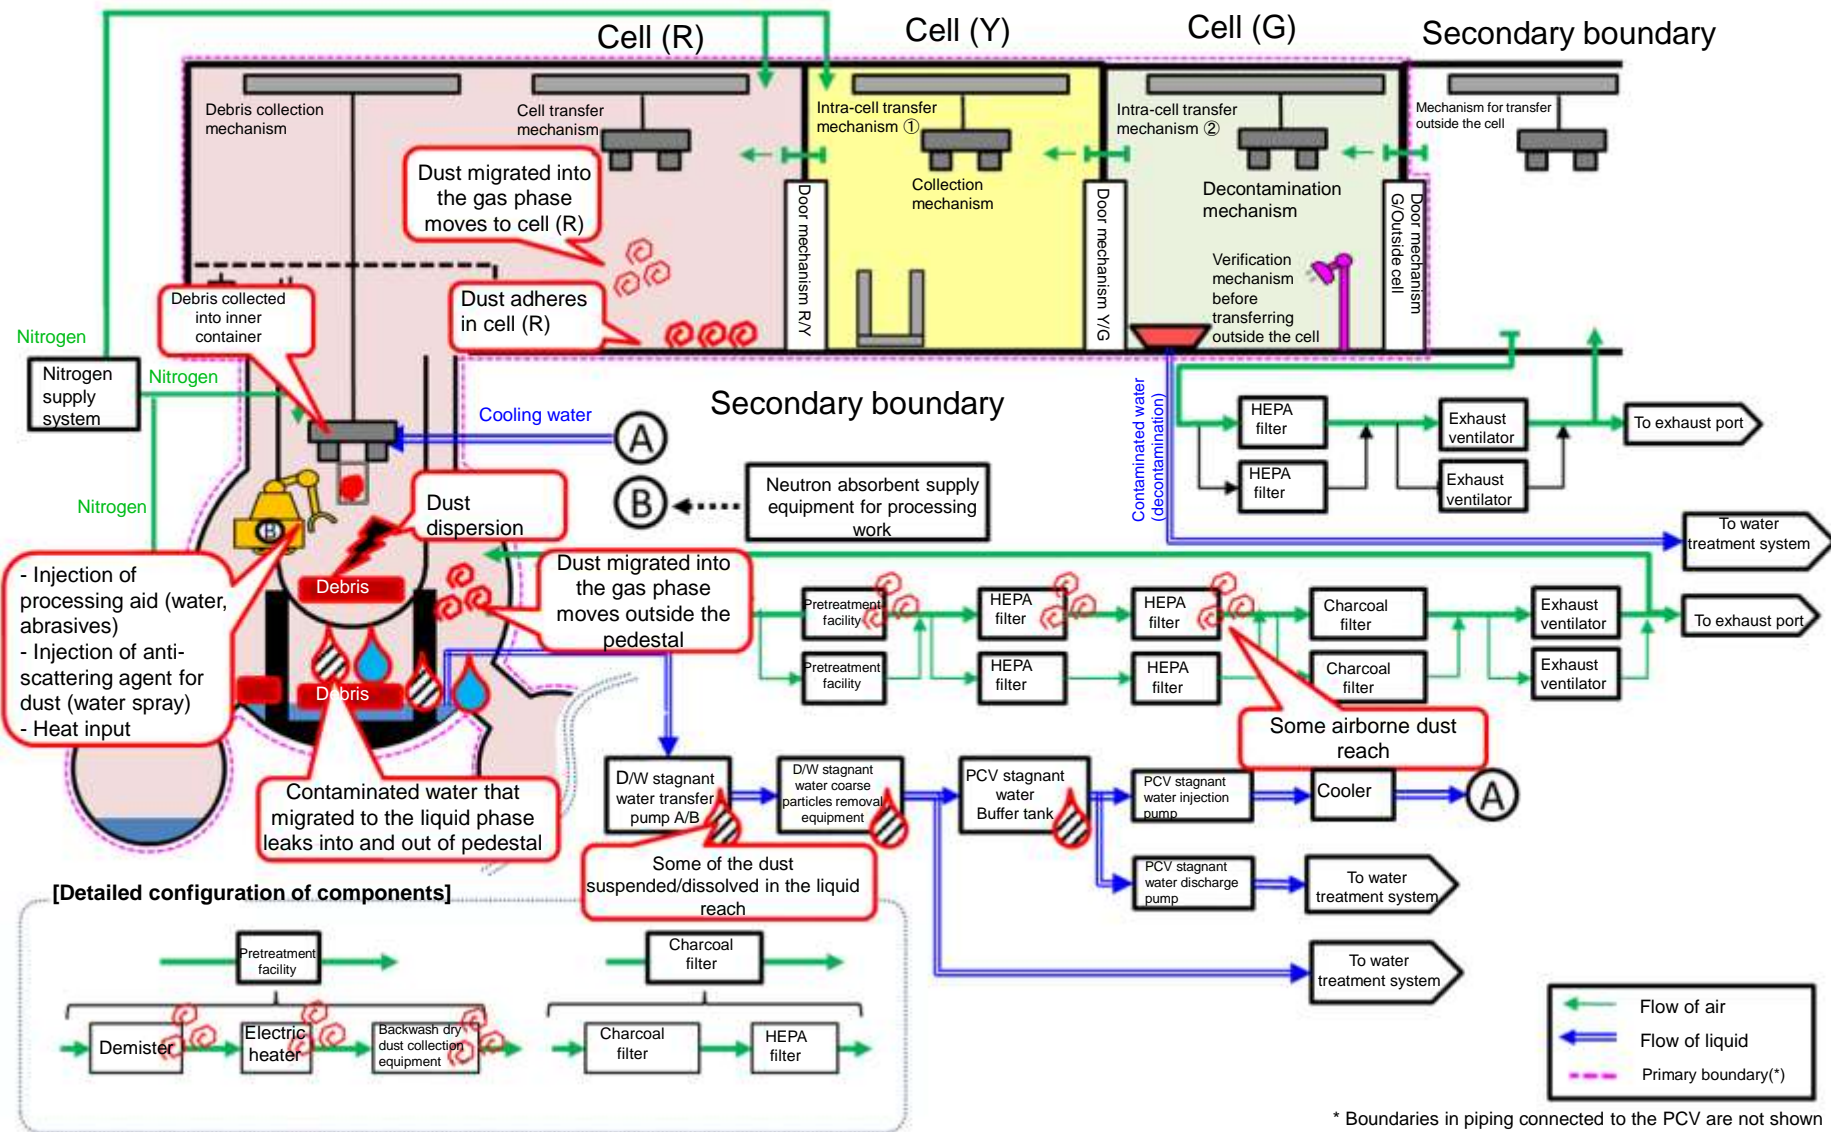 Cell (R)
Cell (Y)
Cell (G)
Secondary boundary
Debris collection
mechanism
Cell transfer
mechanism
Intra-cell transfer
mechanism ①
Intra-cell transfer
mechanism ②
Mechanism for transfer
outside the cell
Dust migrated into
the gas phase
moves to cell (R)
Collection
mechanism
Decontamination
mechanism
Door mechanism R/Y
Door mechanism Y/G
Door mechanism
G/Outside cell
Verification
mechanism
before
transferring
outside the cell
Debris collected
into inner
container
Dust adheres
in cell (R)
Nitrogen
Nitrogen
supply
system
Nitrogen
Nitrogen
Cooling water
A
Secondary boundary
B
Neutron absorbent supply
equipment for processing
work
Contaminated water
(decontamination)
HEPA
filter
HEPA
filter
Exhaust
ventilator
Exhaust
ventilator
To exhaust port
To water
treatment system
Dust
dispersion
B
Debris
Debris
- Injection of
processing aid (water,
abrasives)
- Injection of anti-
scattering agent for
dust (water spray)
- Heat input
Dust migrated into
the gas phase
moves outside the
pedestal
Pretreatment
facility
HEPA
filter
HEPA
filter
Charcoal
filter
Exhaust
ventilator
To exhaust port
Pretreatment
facility
HEPA
filter
HEPA
filter
Charcoal
filter
Exhaust
ventilator
Some airborne dust
reach
Contaminated water that
migrated to the liquid phase
leaks into and out of pedestal
D/W stagnant
water transfer
pump A/B
D/W stagnant
water coarse
particles removal
equipment
PCV stagnant
water
Buffer tank
PCV stagnant
water injection
pump
Cooler
A
Some of the dust
suspended/dissolved in the liquid
reach
PCV stagnant
water discharge
pump
To water
treatment system
To water
treatment system
[Detailed configuration of components]
Pretreatment
facility
Charcoal
filter
Demister
Electric
heater
Backwash dry
dust collection
equipment
Charcoal
filter
HEPA
filter
Flow of air
Flow of liquid
Primary boundary(*)
* Boundaries in piping connected to the PCV are not shown